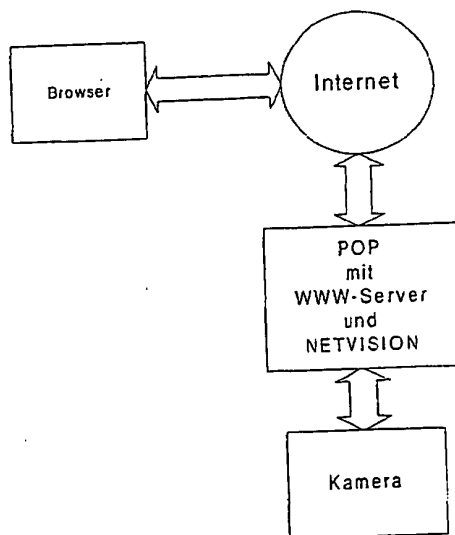 Browser
Internet
POP
mit
WWW-Server
und
NETVISION
Kamera